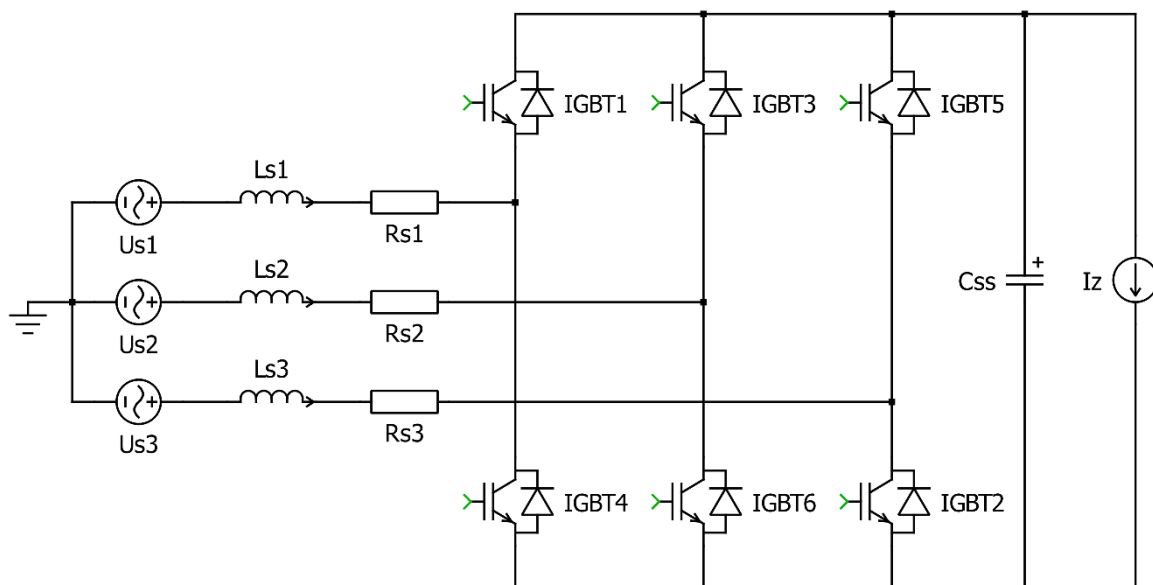 IGBT1
IGBT3
IGBT5
Ls1
Us1
Rs1
Ls2
Us2
Rs2
+
Css
Iz
Ls3
Us3
Rs3
IGBT4
IGBT6
IGBT2